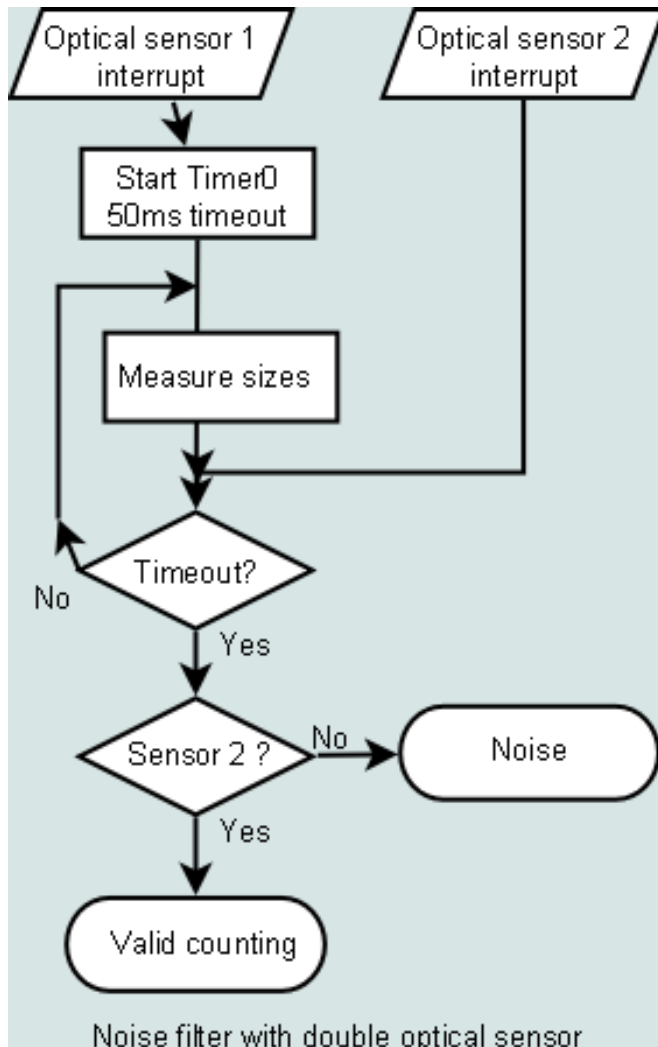 Optical sensor 1
interrupt
Optical sensor 2
interrupt
Start Timer0
50ms timeout
Measure sizes
Timeout?
No
Yes
Sensor 2 ?
No
Noise
Yes
Valid counting
Noise filter with double optical sensor